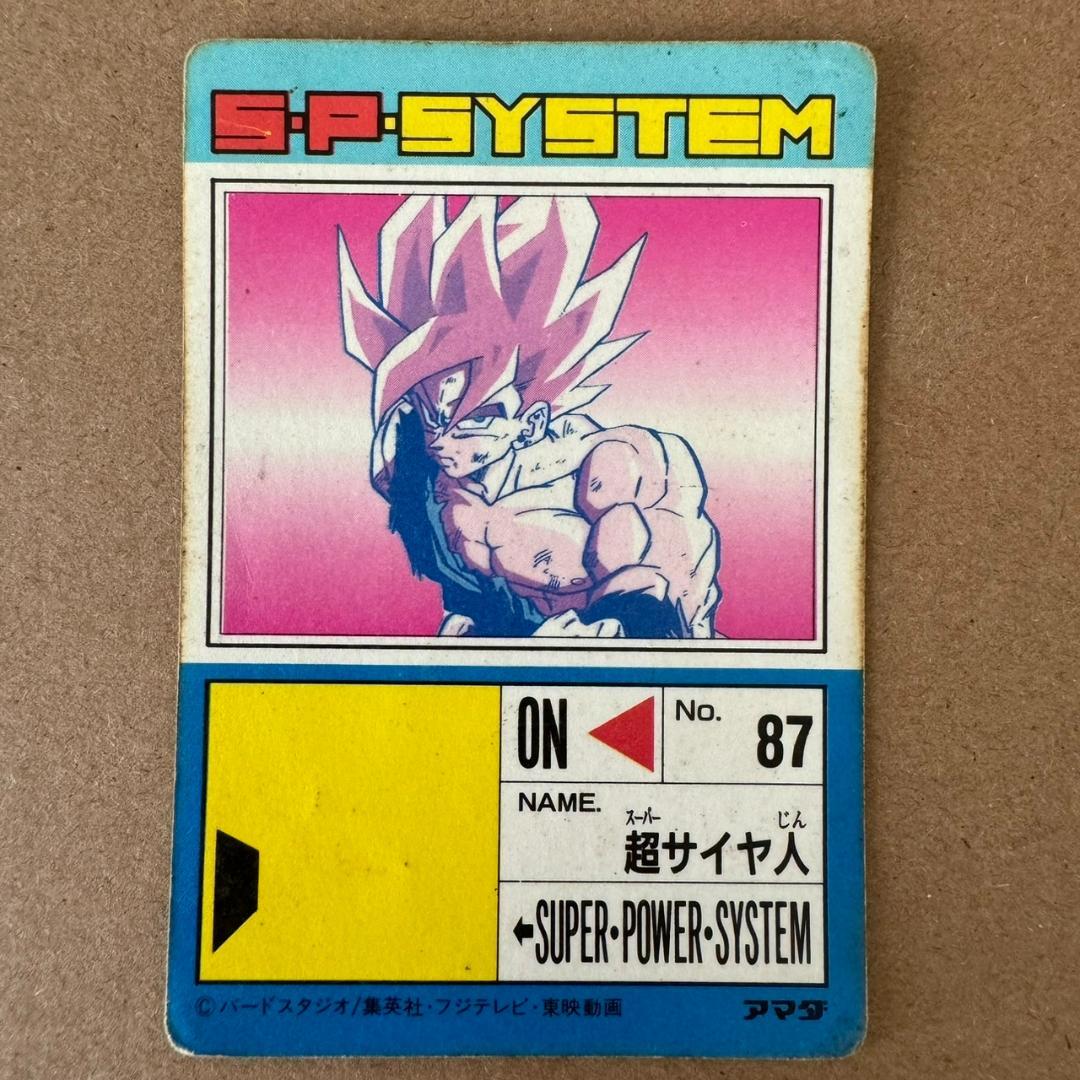 S·P·SYSTEM
ON
No.
87
NAME.
スーパー じん
超サイヤ人
SUPER·POWER·SYSTEM
©バードスタジオ/集英社・フジテレビ・東映動画
アマダ